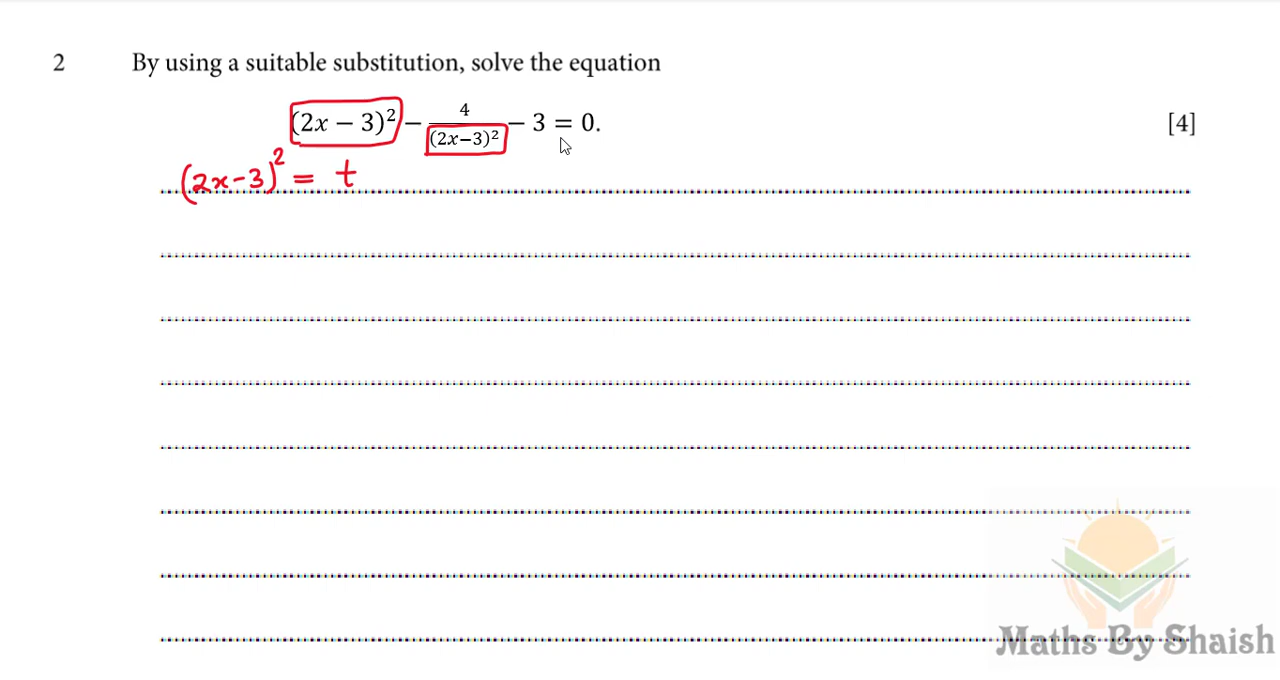 2 By using a suitable substitution, solve the equation
(2x − 3)² − 4/(2x−3)² − 3 = 0. [4]
(2x-3)² = t
Maths By Shaish